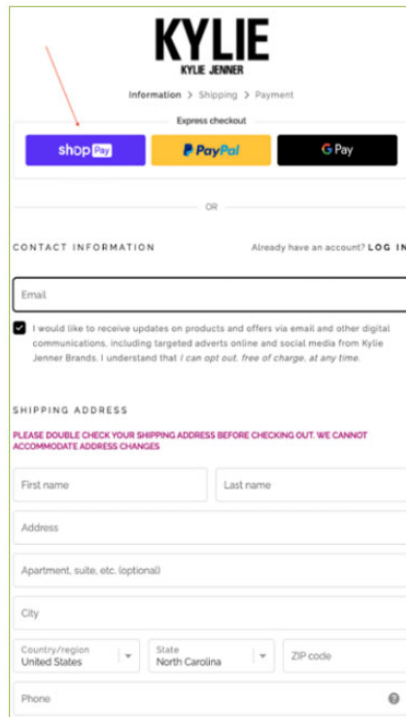 KYLIE
KYLIE JENNER
Information > Shipping > Payment
Express checkout
shop Pay
PayPal
G Pay
OR
CONTACT INFORMATION Already have an account? LOG IN
Email
I would like to receive updates on products and offers via email and other digital
communications, including targeted adverts online and social media from Kylie
Jenner Brands. I understand that I can opt out, free of charge, at any time.
SHIPPING ADDRESS
PLEASE DOUBLE CHECK YOUR SHIPPING ADDRESS BEFORE CHECKING OUT. WE CANNOT
ACCOMMODATE ADDRESS CHANGES
First name Last name
Address
Apartment, suite, etc. (optional)
City
Country/region State ZIP code
United States North Carolina
Phone ?